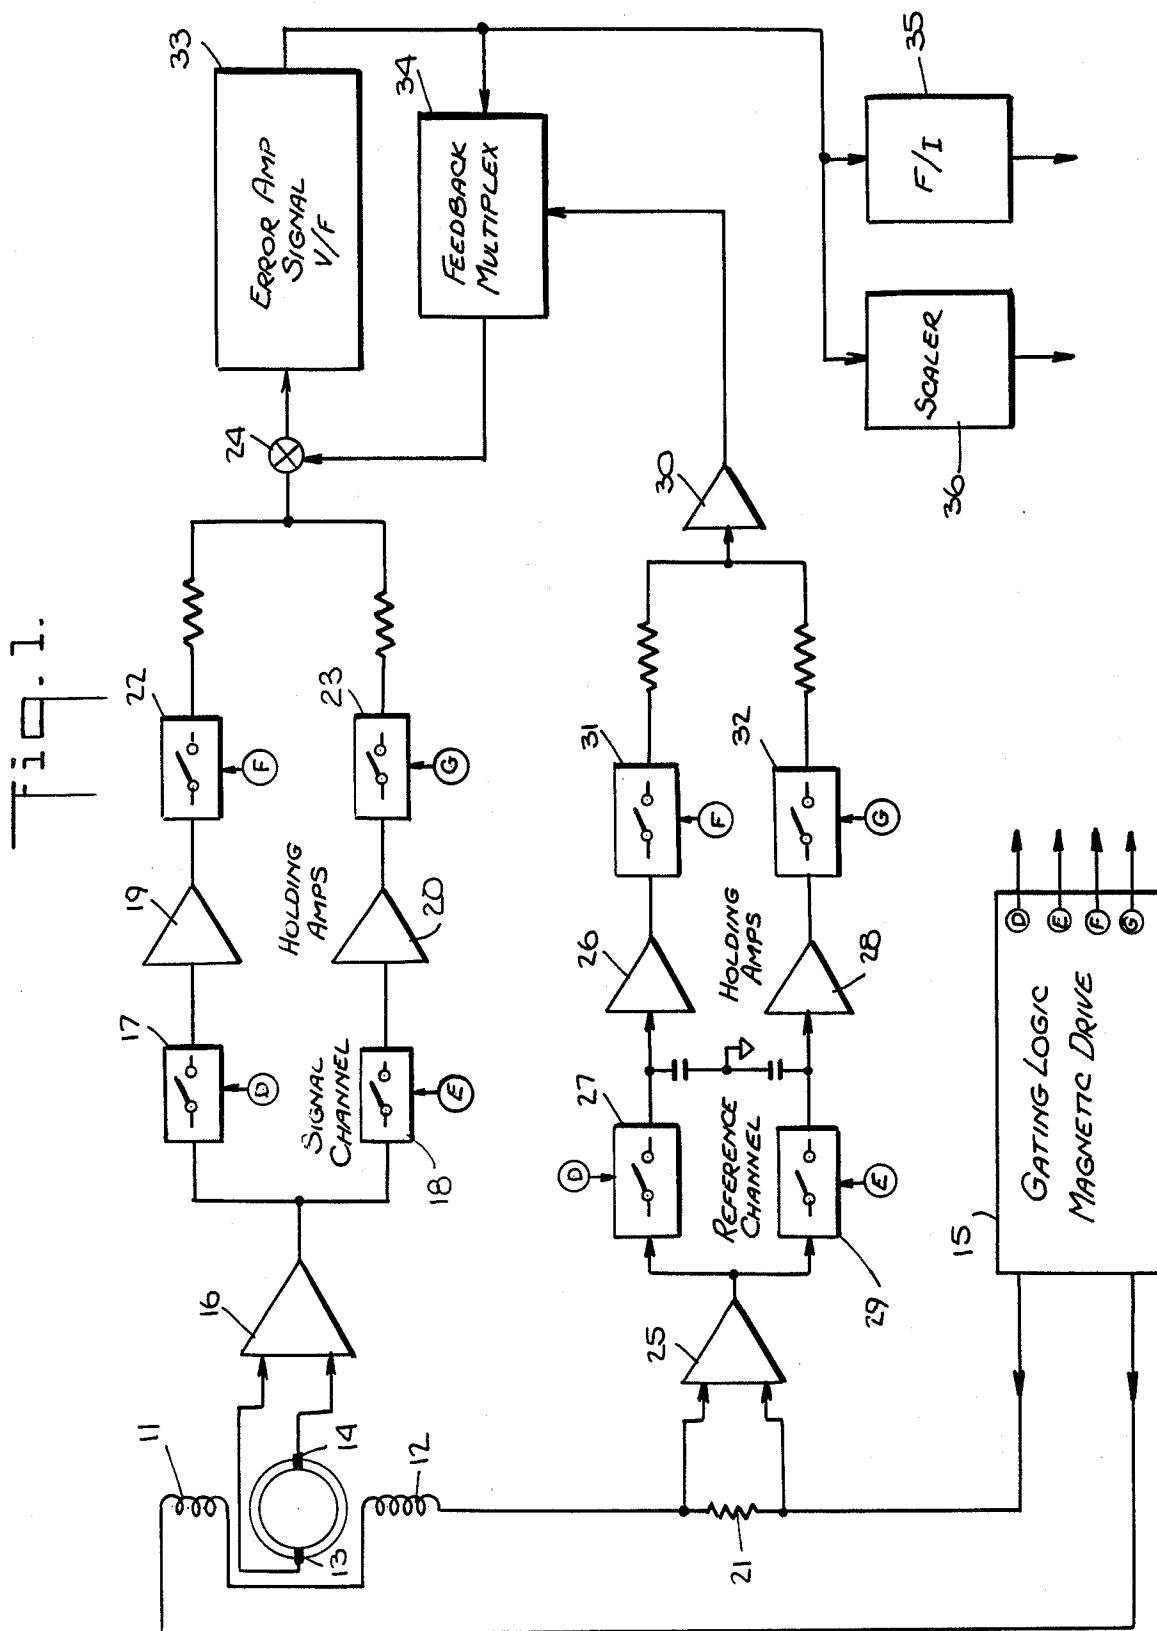 Fig. 1.
11
12
13
14
16
17
D
SIGNAL
CHANNEL
18
E
19
HOLDING
AMPS
20
22
F
23
G
24
33
ERROR AMP
SIGNAL
V/F
34
FEEDBACK
MULTIPLEX
21
25
27
D
REFERENCE
CHANNEL
29
E
26
HOLDING
AMPS
28
31
F
32
G
30
35
F/I
SCALER
36
15
GATING LOGIC
MAGNETIC DRIVE
D
E
F
G